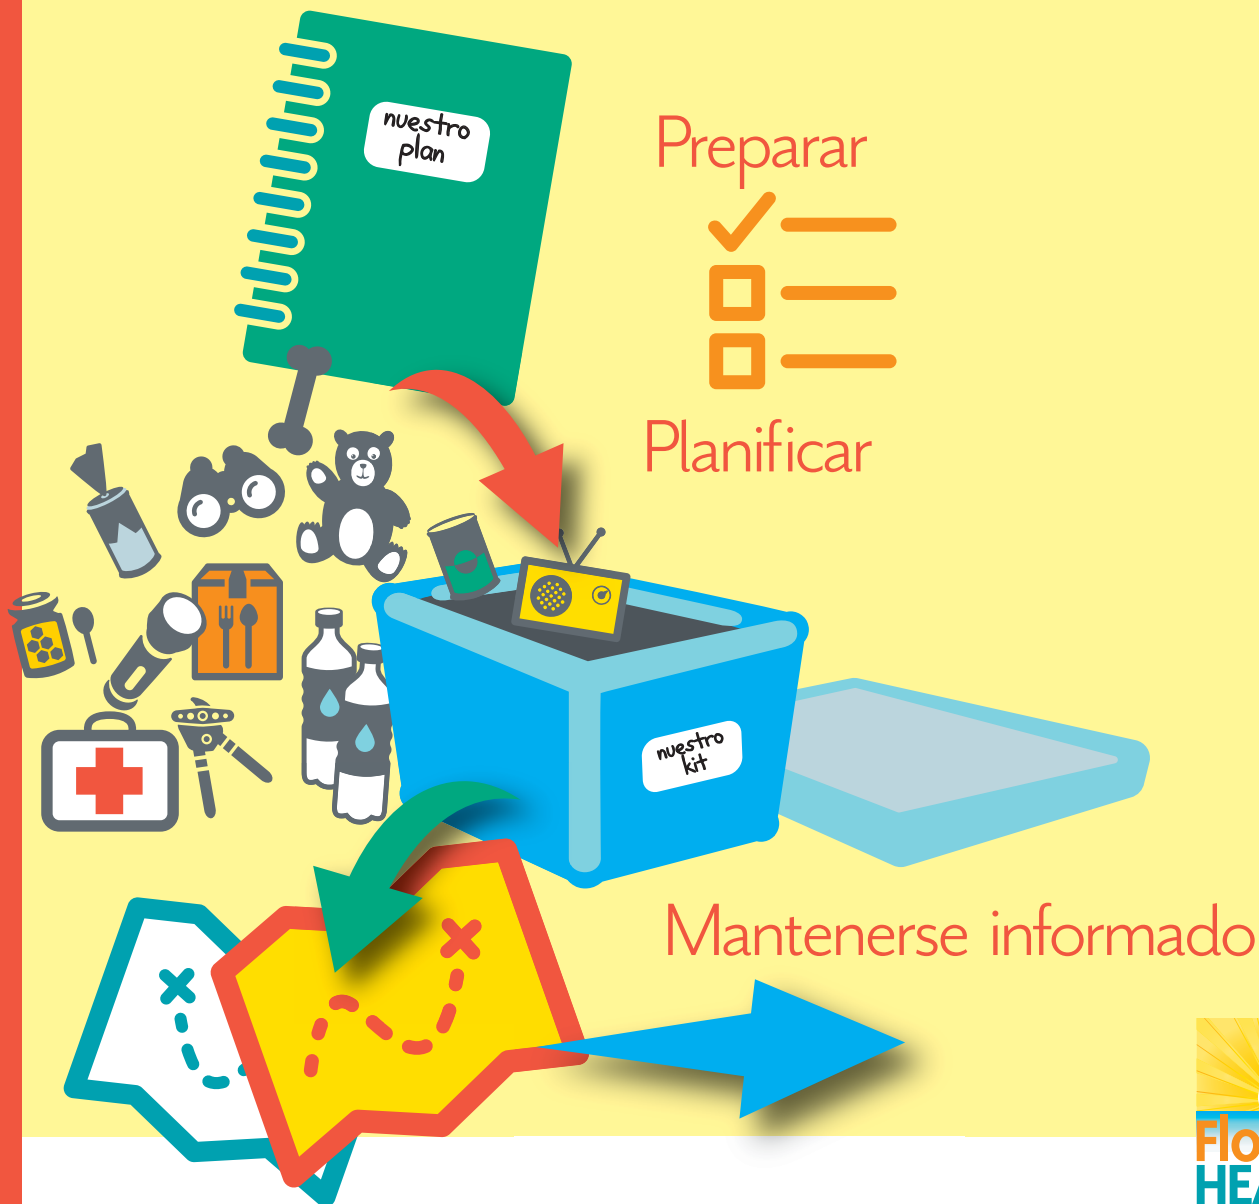 nuestro
plan
Preparar
Planificar
nuestro
kit
Mantenerse informado